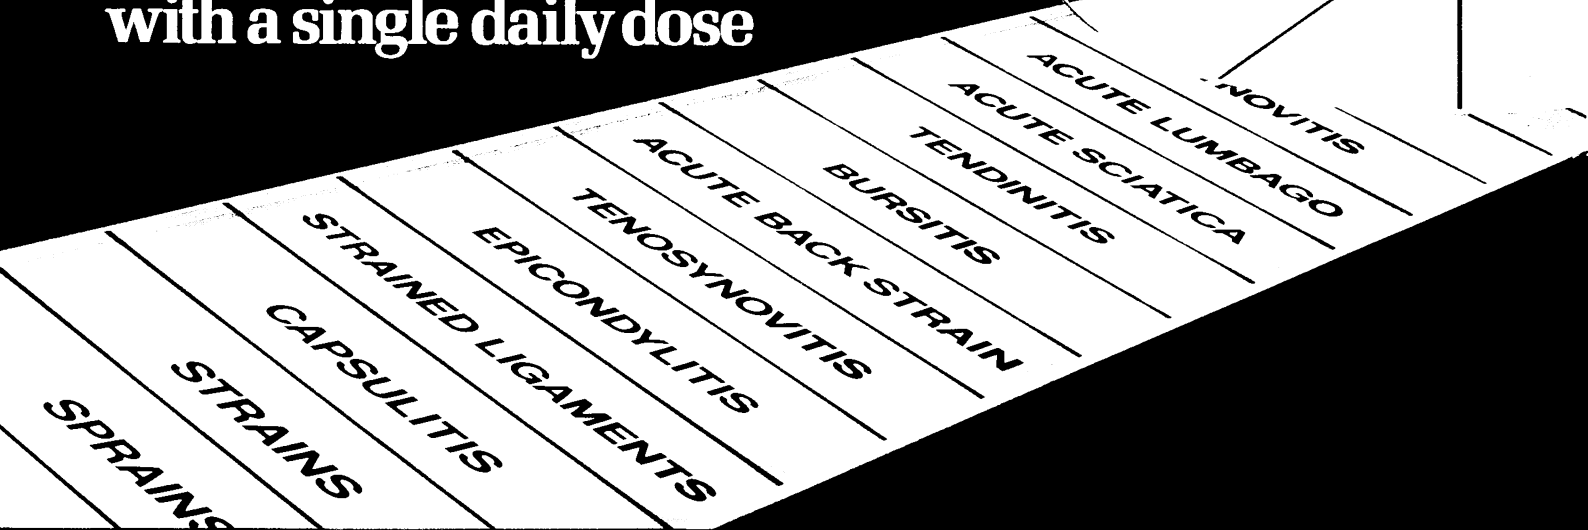 with a single daily dose
NOVITIS
ACUTE LUMBAGO
ACUTE SCIATICA
TENDINITIS
BURSITIS
ACUTE BACK STRAIN
TENOSYNOVITIS
EPICONDYLITIS
STRAINED LIGAMENTS
CAPSULITIS
STRAINS
SPRAINS